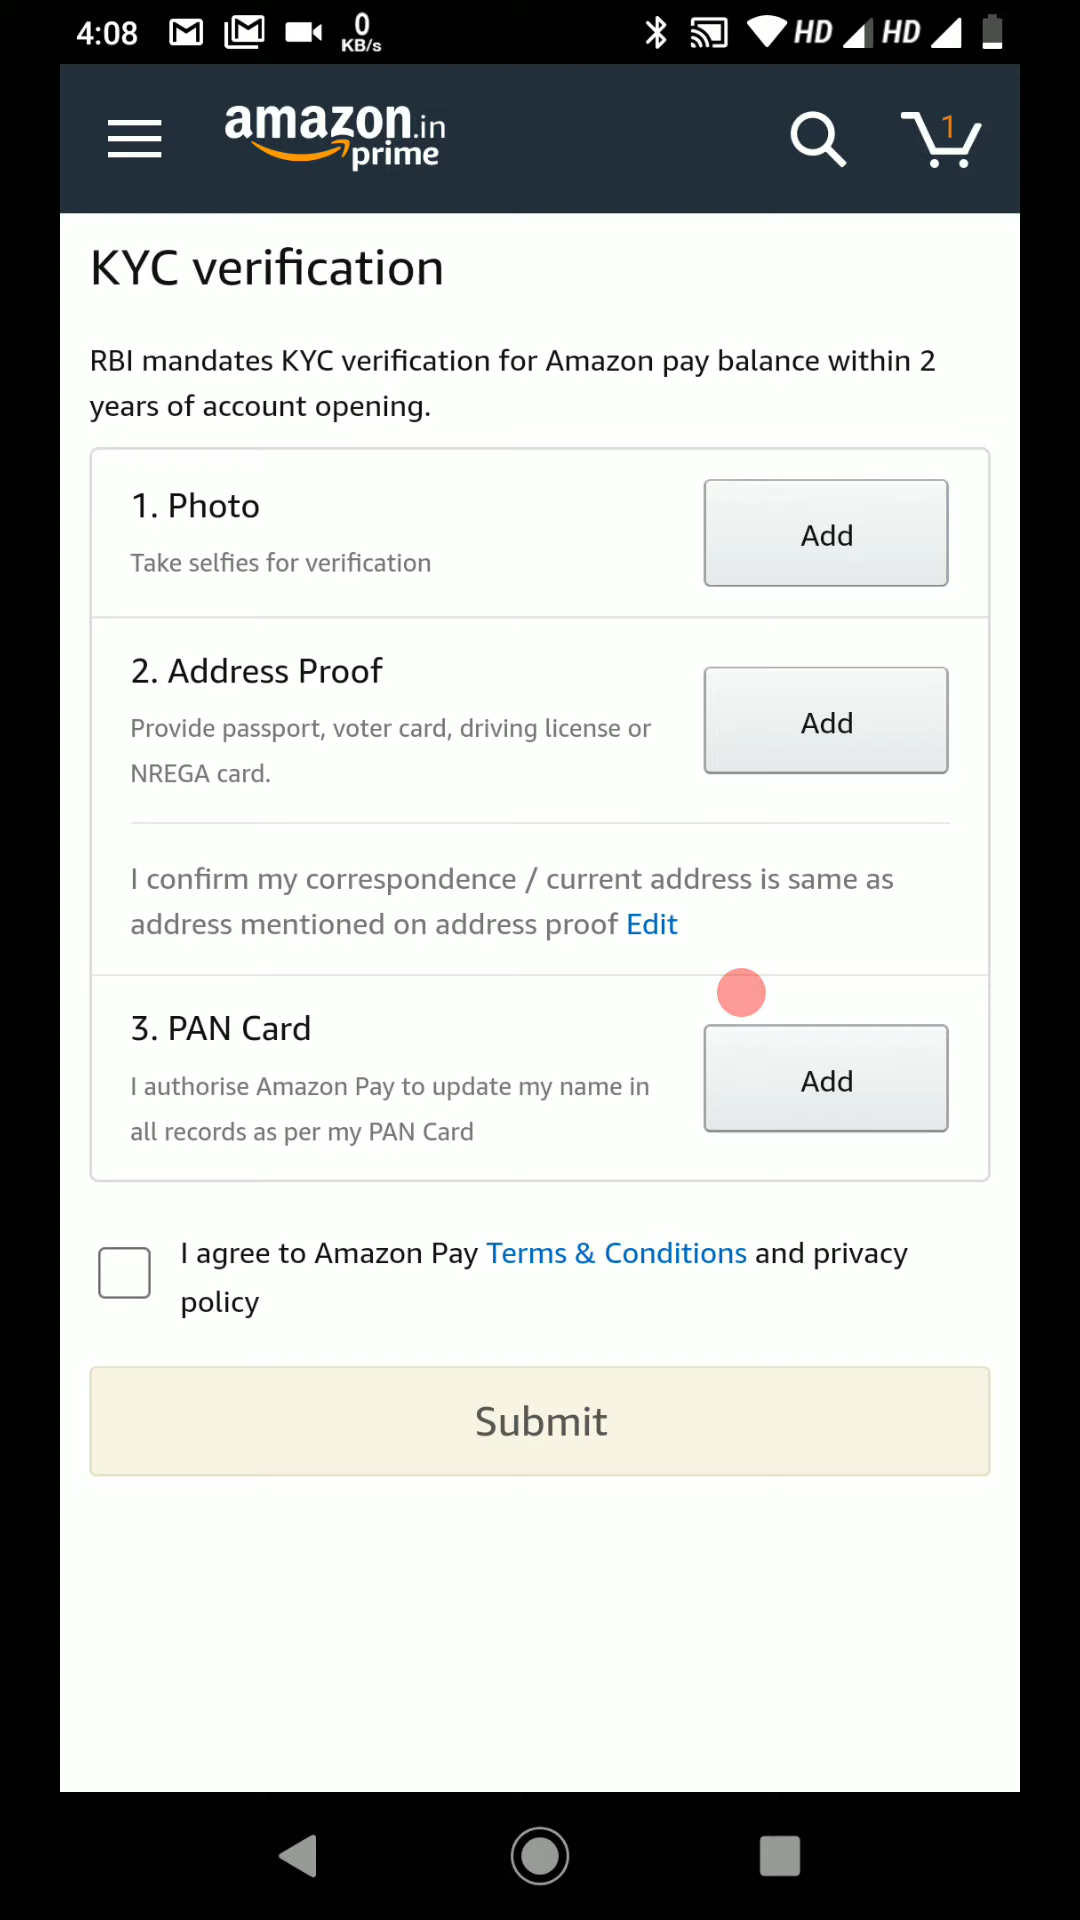 4:08 0 KB/s HD HD
amazon.in
prime
1
KYC verification
RBI mandates KYC verification for Amazon pay balance within 2
years of account opening.
1. Photo
Add
Take selfies for verification
2. Address Proof
Add
Provide passport, voter card, driving license or
NREGA card.
I confirm my correspondence / current address is same as
address mentioned on address proof Edit
3. PAN Card
Add
I authorise Amazon Pay to update my name in
all records as per my PAN Card
I agree to Amazon Pay Terms & Conditions and privacy
policy
Submit